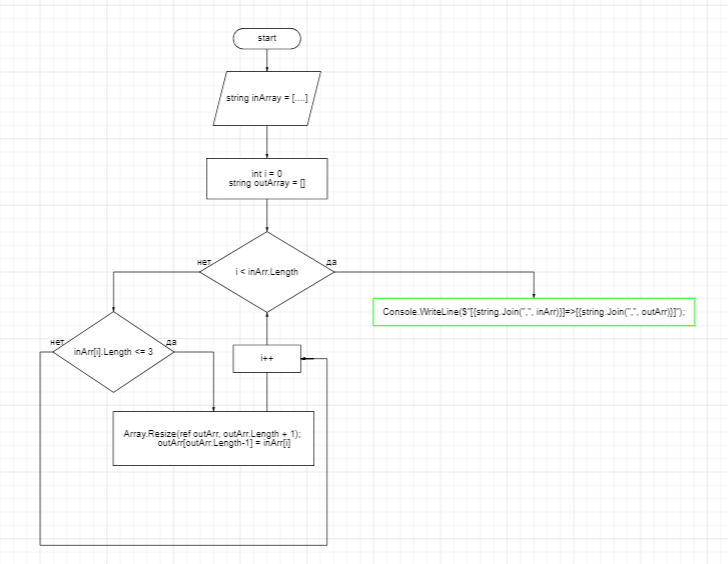 start
string inArray = [....]
int i = 0
string outArray = []
нет
да
i < inArr.Length
Console.WriteLine($"[{string.Join(",", inArr)}]=>[{string.Join(",", outArr)}]");
нет
да
inArr[i].Length <= 3
i++
Array.Resize(ref outArr, outArr.Length + 1);
outArr[outArr.Length-1] = inArr[i]